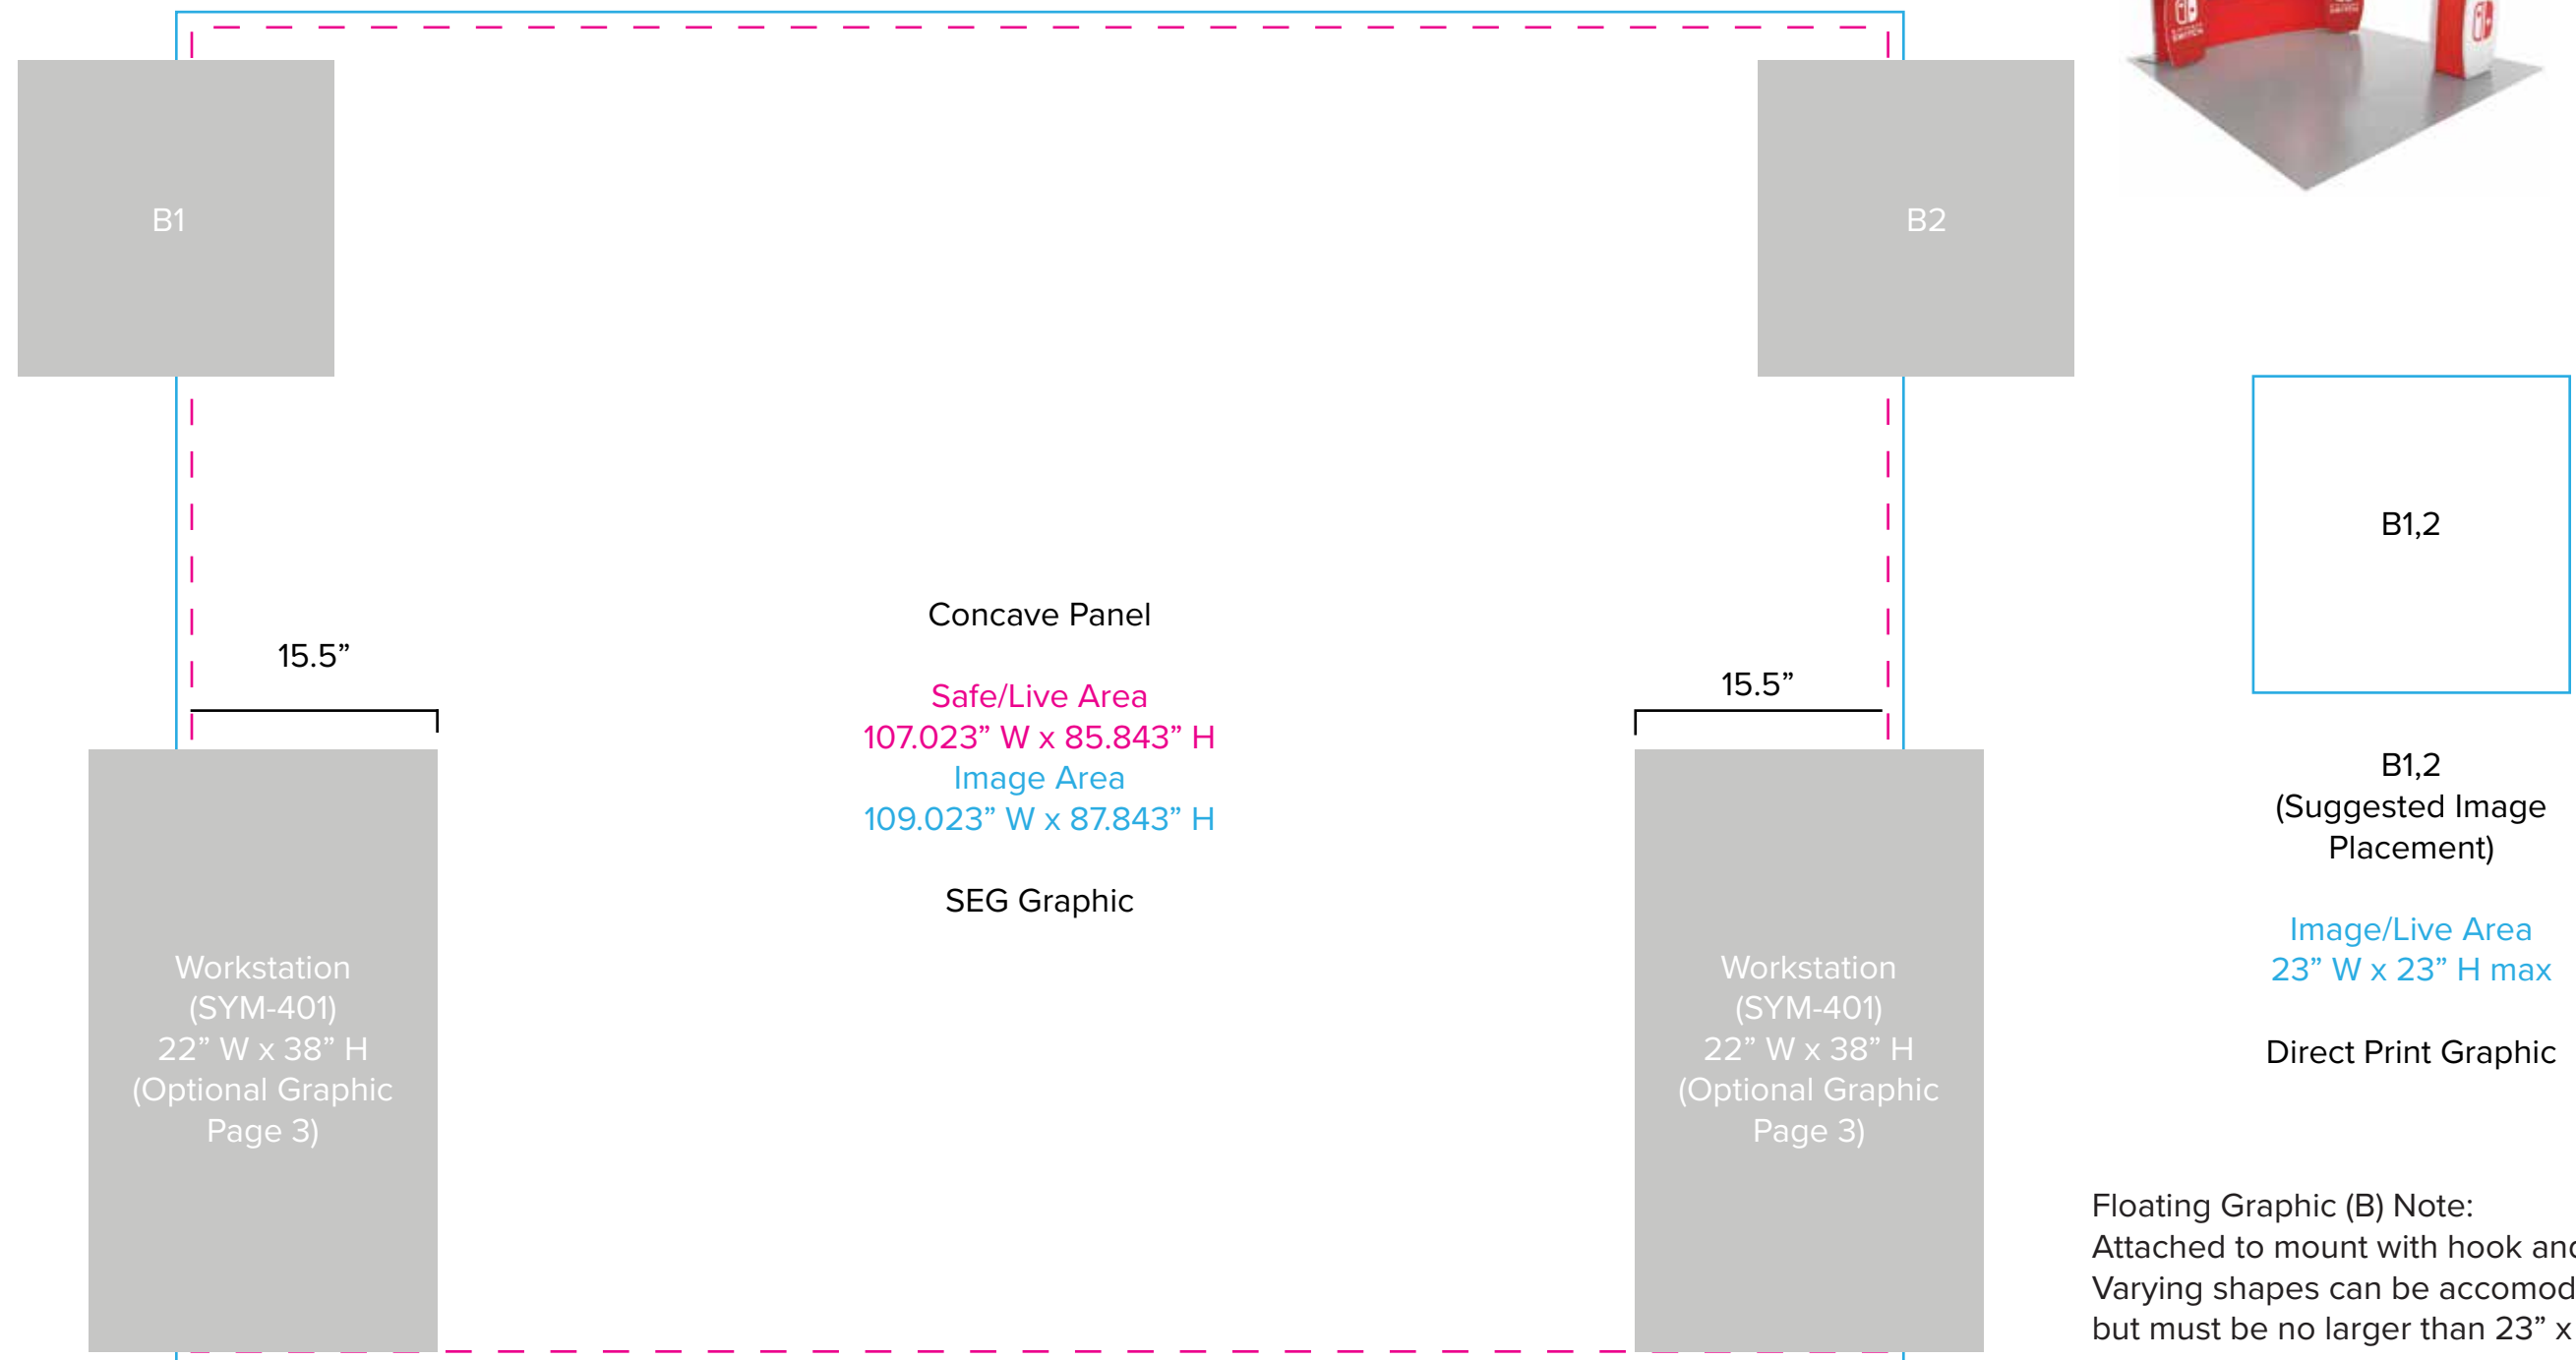 SWITCH
B1
B2
B1,2
15.5”
Concave Panel
Safe/Live Area
107.023” W x 85.843” H
Image Area
109.023” W x 87.843” H
SEG Graphic
15.5”
B1,2
(Suggested Image
Placement)
Image/Live Area
23” W x 23” H max
Direct Print Graphic
Workstation
(SYM-401)
22” W x 38” H
(Optional Graphic
Page 3)
Workstation
(SYM-401)
22” W x 38” H
(Optional Graphic
Page 3)
Floating Graphic (B) Note:
Attached to mount with hook and
Varying shapes can be accomod
but must be no larger than 23” x